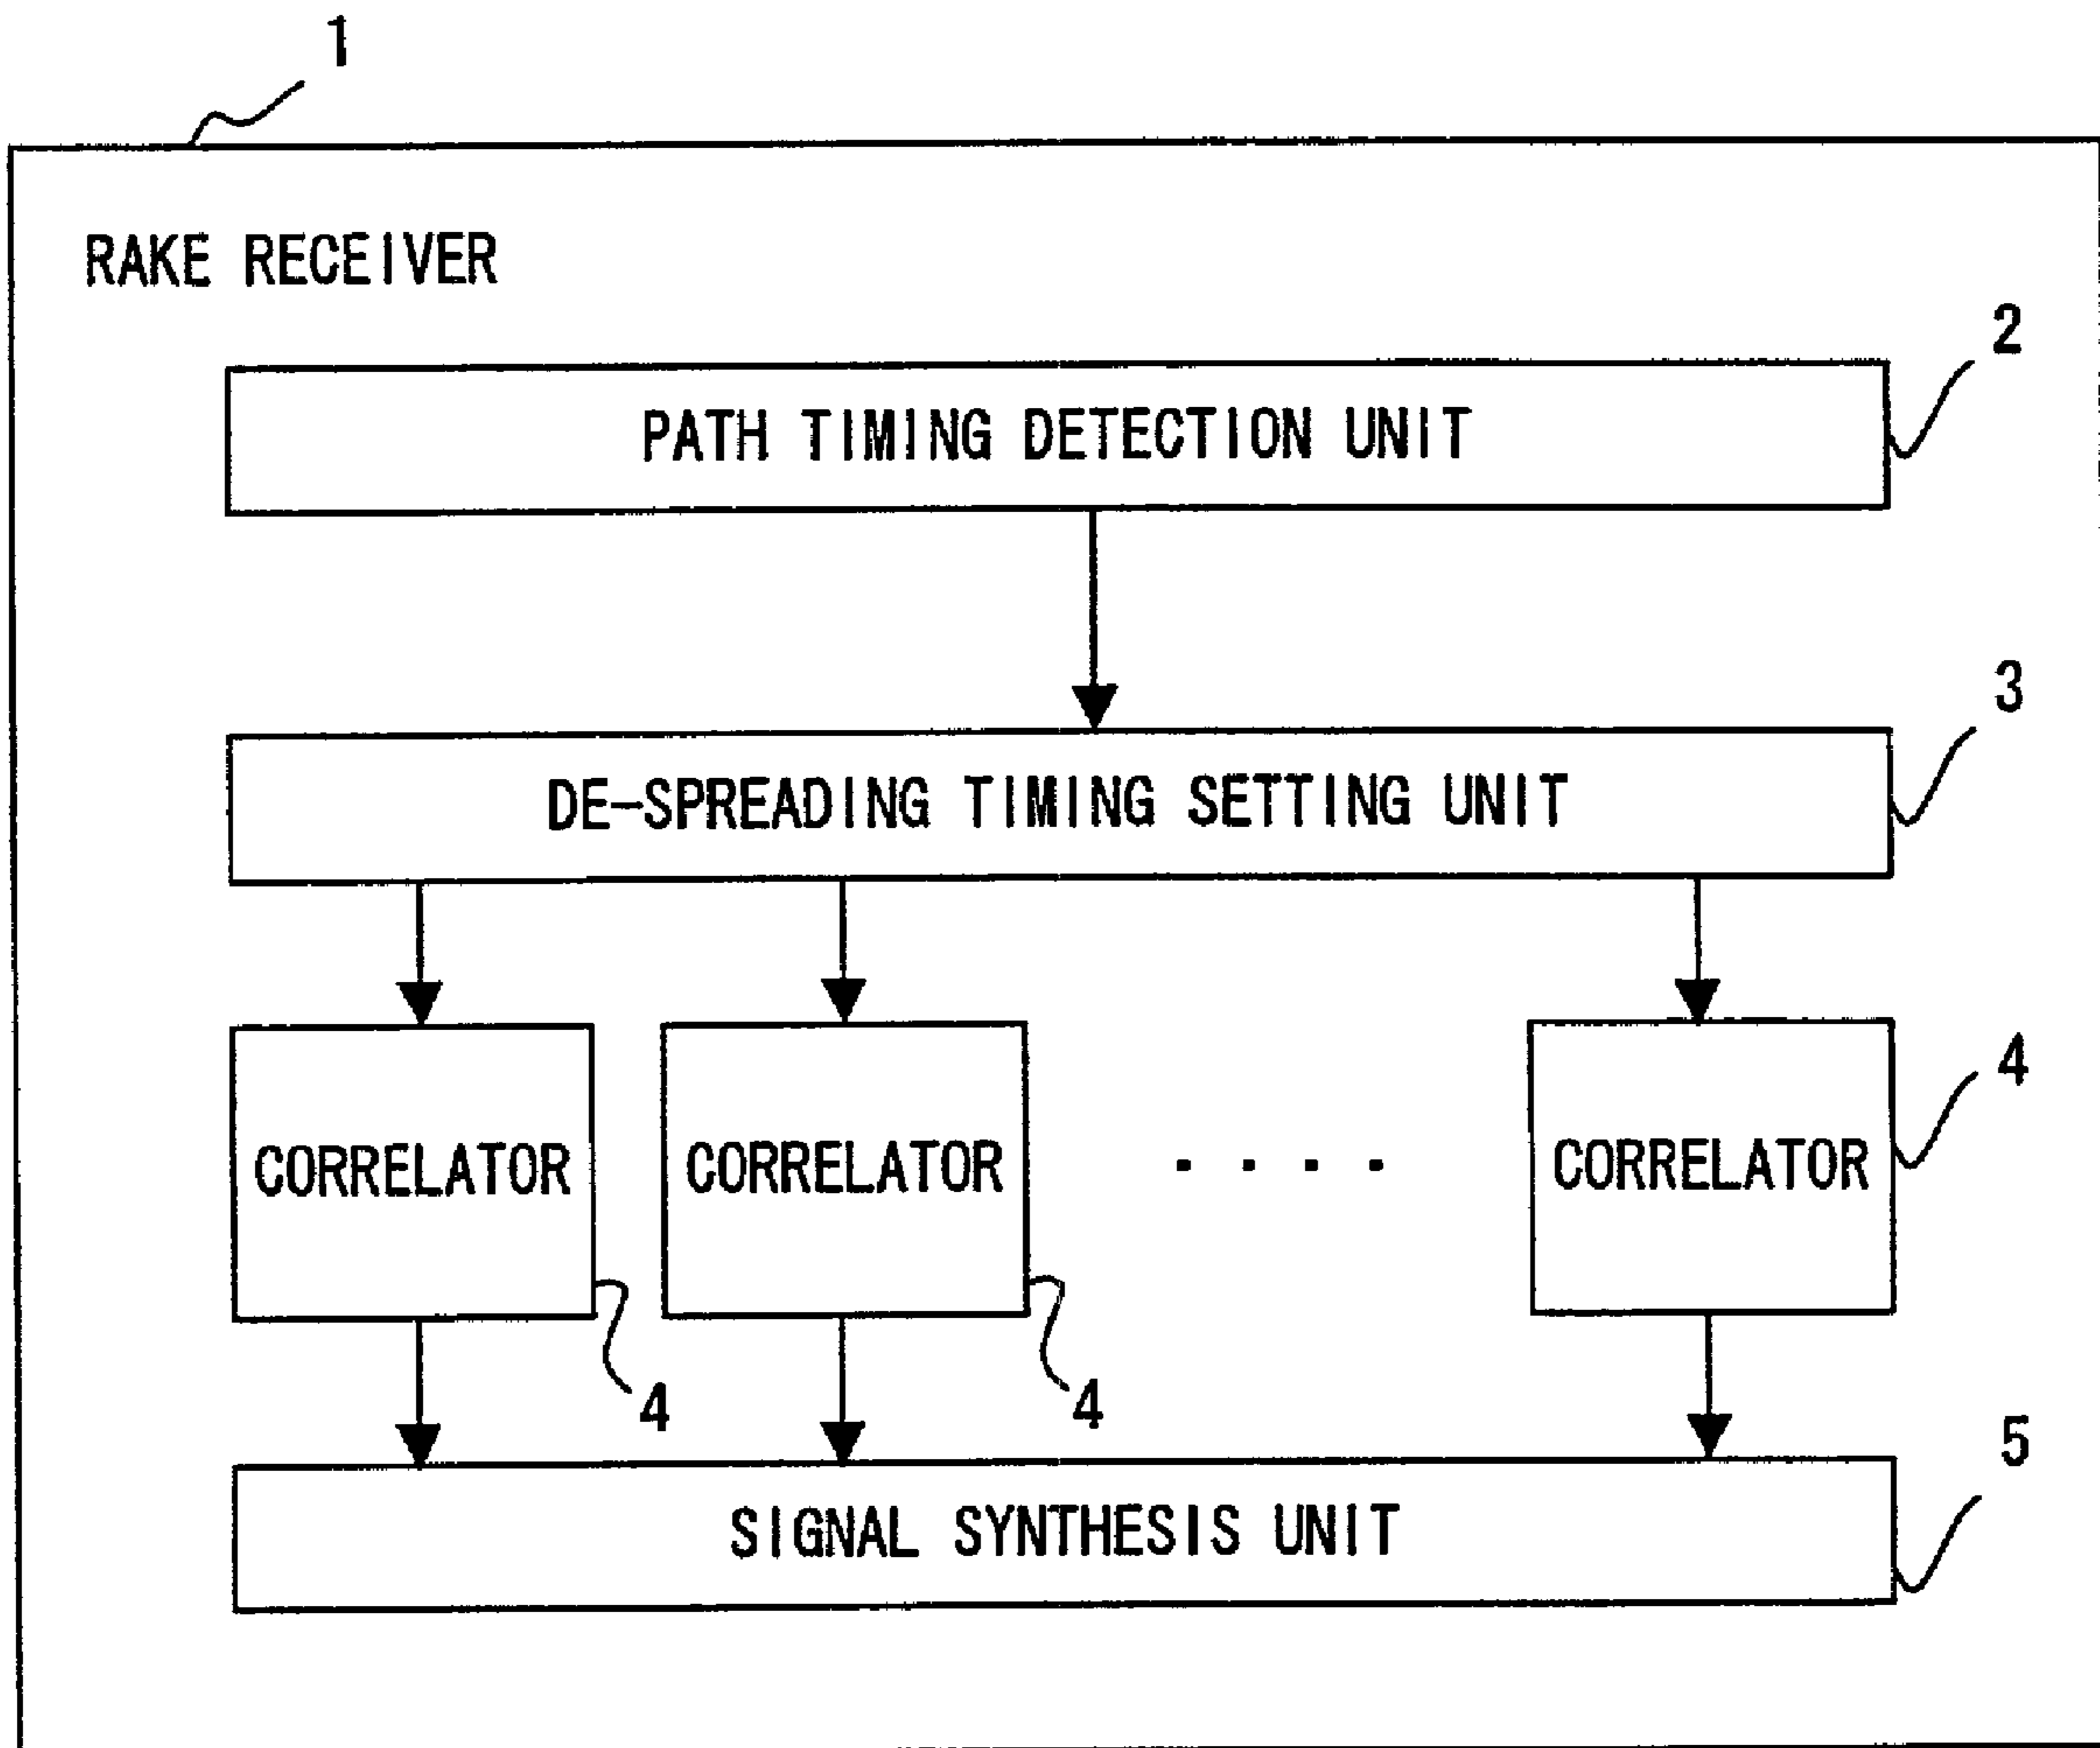 1
RAKE RECEIVER
2
PATH TIMING DETECTION UNIT
3
DE-SPREADING TIMING SETTING UNIT
4
CORRELATOR CORRELATOR . . . . CORRELATOR
4 4
5
SIGNAL SYNTHESIS UNIT